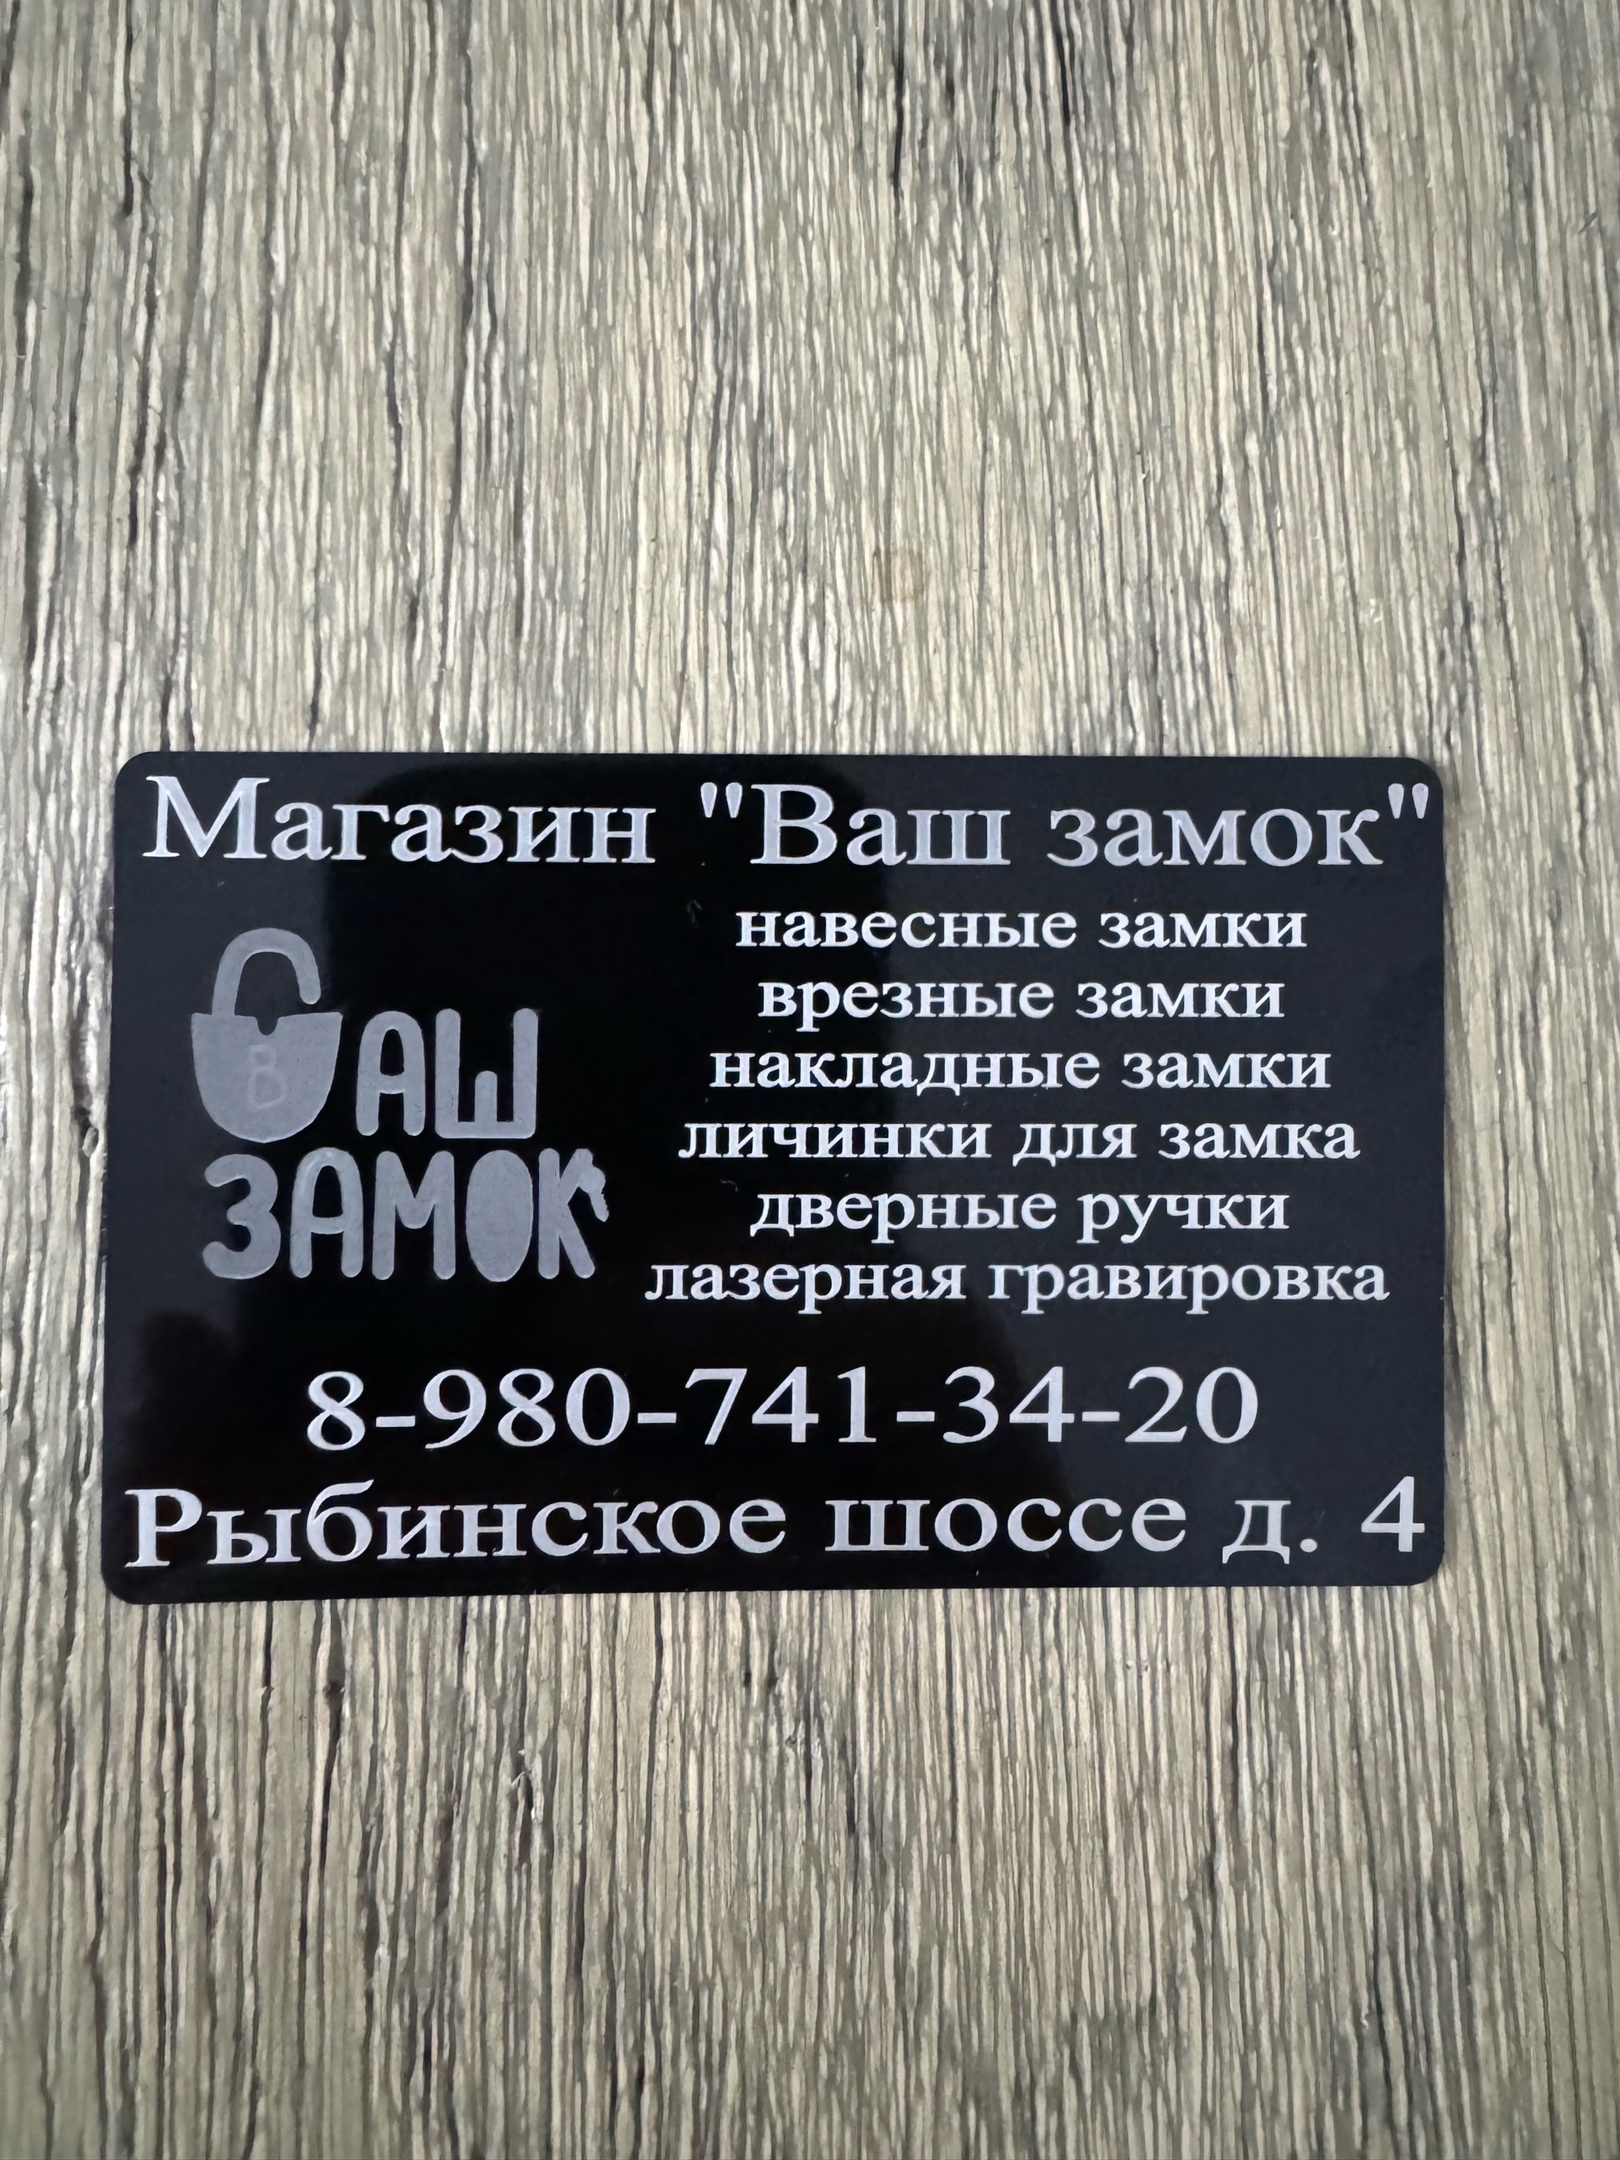 Магазин "Ваш замок"
В
аш
замок
навесные замки
врезные замки
накладные замки
личинки для замка
дверные ручки
лазерная гравировка
8-980-741-34-20
Рыбинское шоссе д. 4